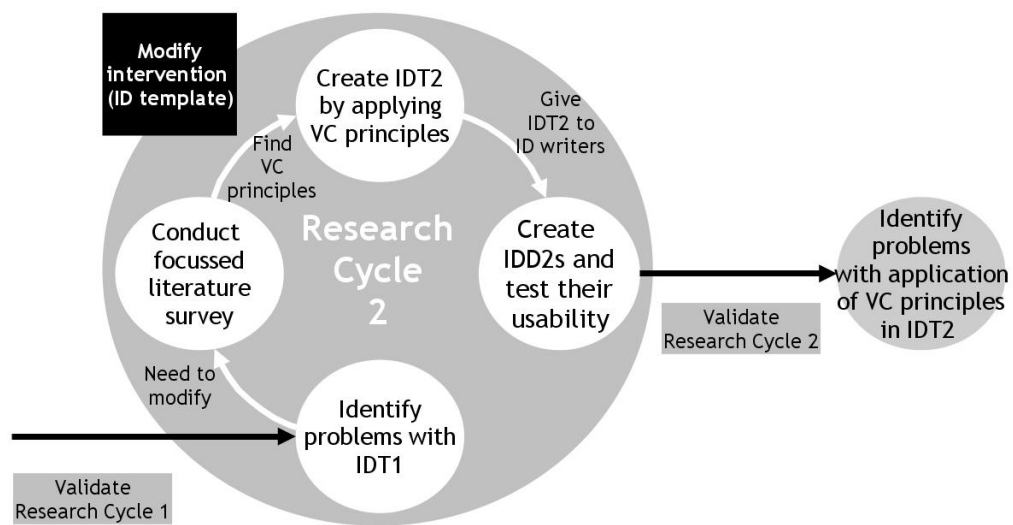 Modify
intervention
(ID template)
Create IDT2
by applying
VC principles
Give
IDT2 to
ID writers
Find
VC
principles
Conduct
focussed
literature
survey
Research
Cycle
2
Create
IDD2s and
test their
usability
Identify
problems
with application
of VC principles
in IDT2
Validate
Research Cycle 2
Need to
modify
Identify
problems with
IDT1
Validate
Research Cycle 1